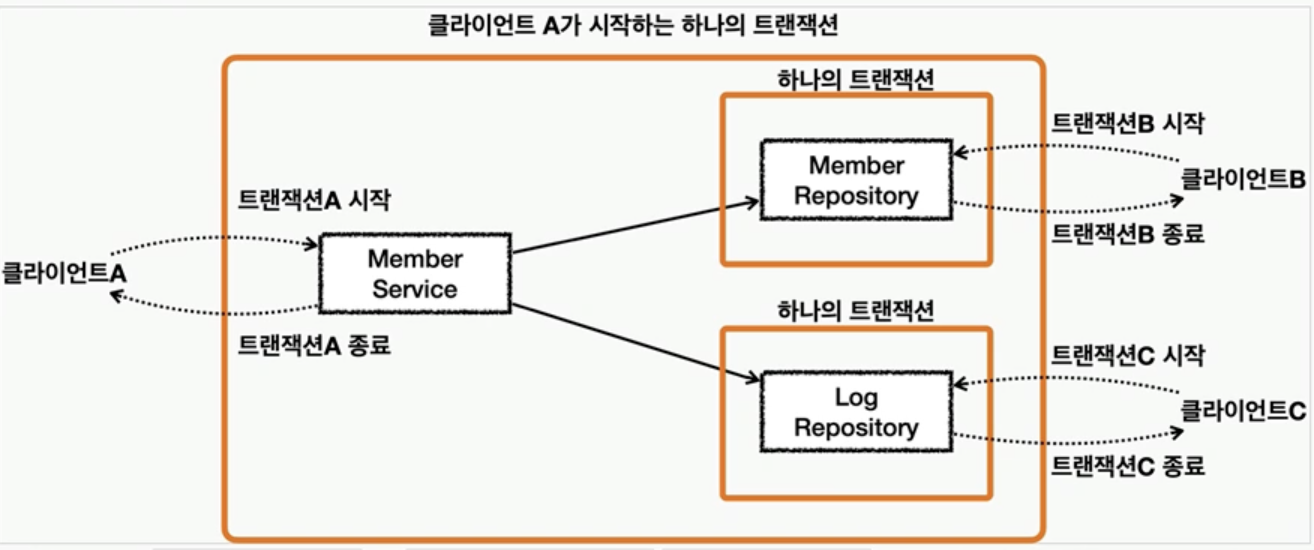 클라이언트 A가 시작하는 하나의 트랜잭션
하나의 트랜잭션
트랜잭션B 시작
Member
Repository
클라이언트B
트랜잭션B 종료
트랜잭션A 시작
클라이언트A
Member
Service
트랜잭션A 종료
하나의 트랜잭션
트랜잭션C 시작
Log
Repository
클라이언트C
트랜잭션C 종료